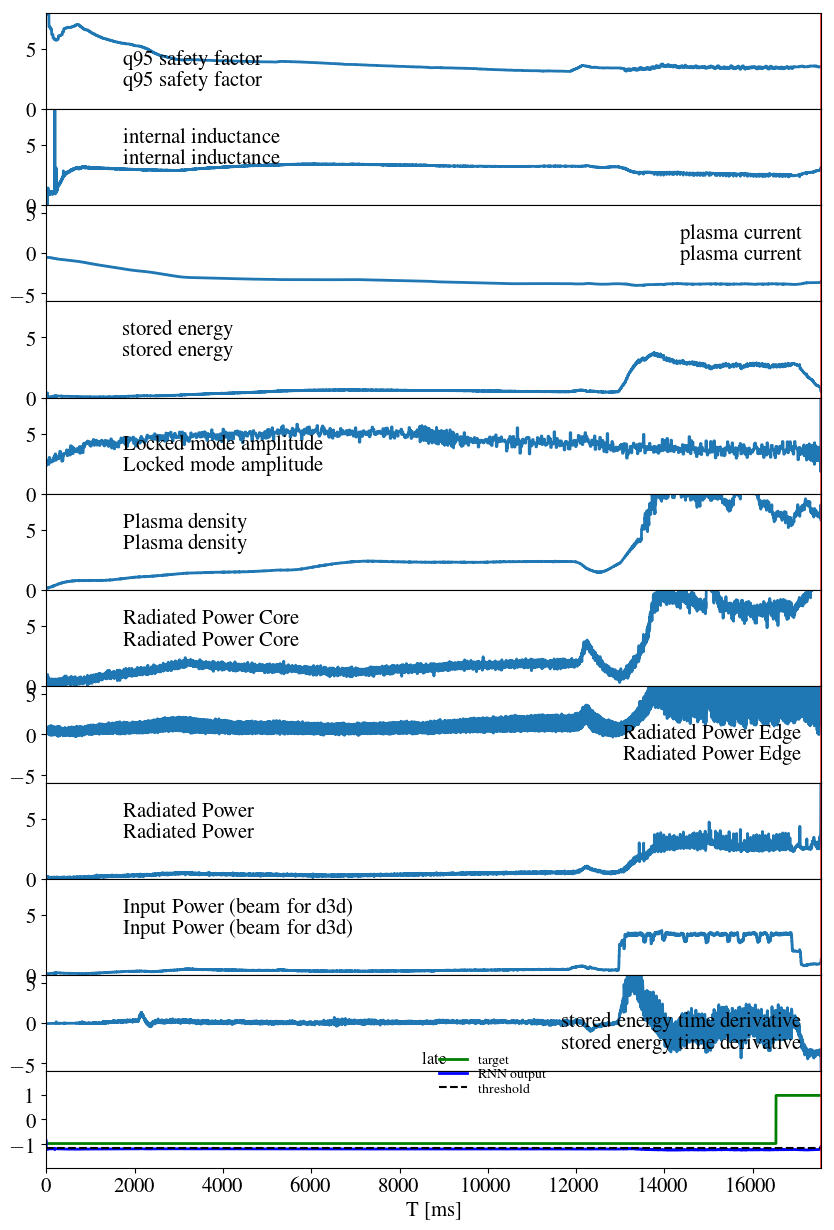 5
q95 safety factor
q95 safety factor
0
5
internal inductance
internal inductance
0
5
plasma current
0
plasma current
−5
stored energy
5
stored energy
0
5
Locked mode amplitude
Locked mode amplitude
0
Plasma density
5
Plasma density
0
Radiated Power Core
5
Radiated Power Core
0
5
0
Radiated Power Edge
Radiated Power Edge
−5
Radiated Power
5
Radiated Power
0
Input Power (beam for d3d)
5
Input Power (beam for d3d)
0
5
0
stored energy time derivative
stored energy time derivative
−5
late
target
RNN output
threshold
1
0
−1
0 2000 4000 6000 8000 10000 12000 14000 16000
T [ms]